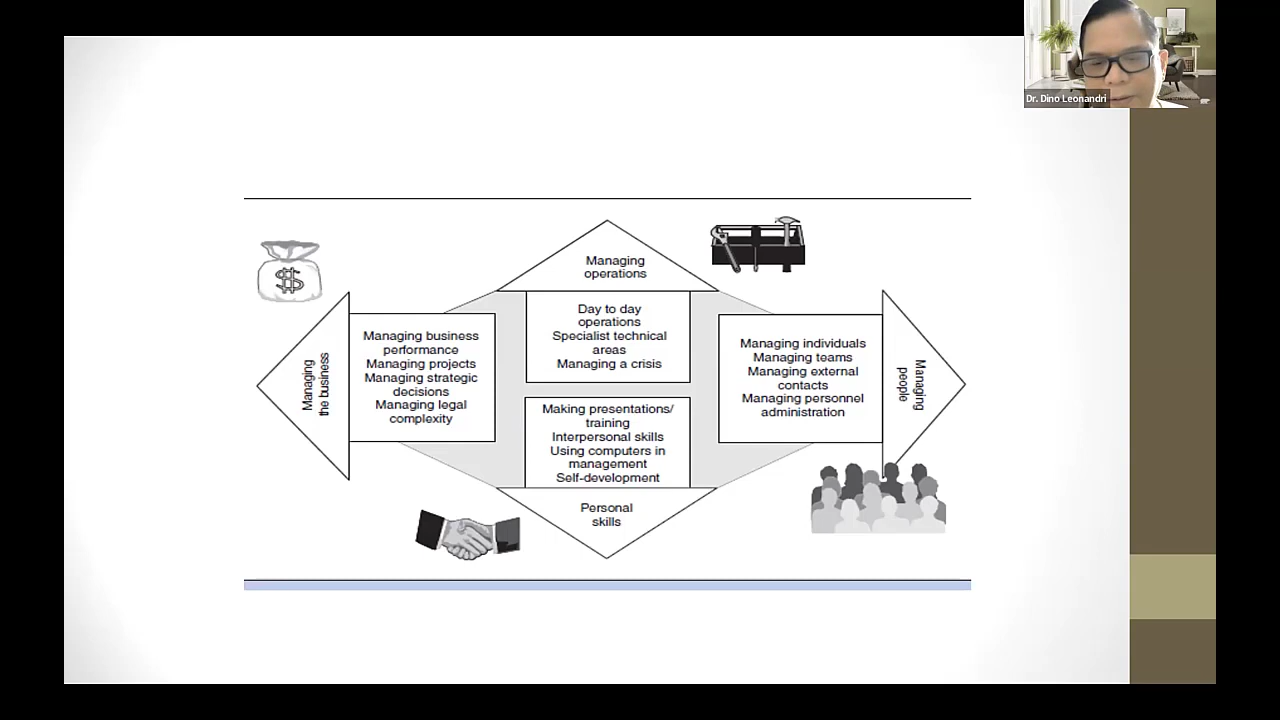 Dr. Dino Leonandri
Managing
operations
Day to day
operations
Specialist technical
areas
Managing a crisis
Managing
the business
Managing business
performance
Managing projects
Managing strategic
decisions
Managing legal
complexity
Managing individuals
Managing teams
Managing external
contacts
Managing personnel
administration
Managing
people
Making presentations/
training
Interpersonal skills
Using computers in
management
Self-development
Personal
skills